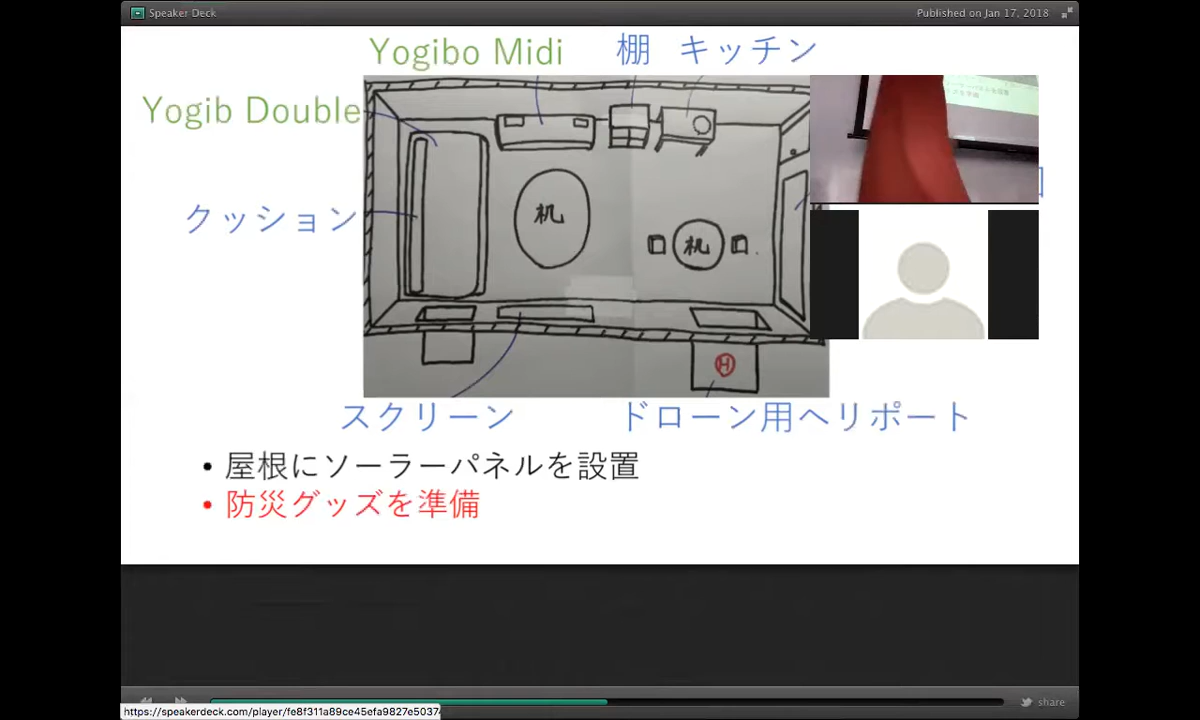 Speaker Deck
Published on Jan 17, 2018
Yogibo Midi
棚
キッチン
Yogib Double
クッション
机
机
H
スクリーン
ドローン用ヘリポート
• 屋根にソーラーパネルを設置
• 防災グッズを準備
share
https://speakerdeck.com/player/fe8f311a89ce45efa9827e5037